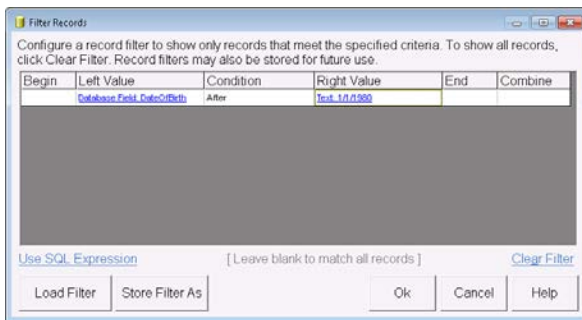 Filter Records
Configure a record filter to show only records that meet the specified criteria. To show all records,
click Clear Filter. Record filters may also be stored for future use.
Begin Left Value Condition Right Value End Combine
Database Field: DateOfBirth After Text: 1/1/1980
Use SQL Expression [ Leave blank to match all records ] Clear Filter
Load Filter Store Filter As Ok Cancel Help